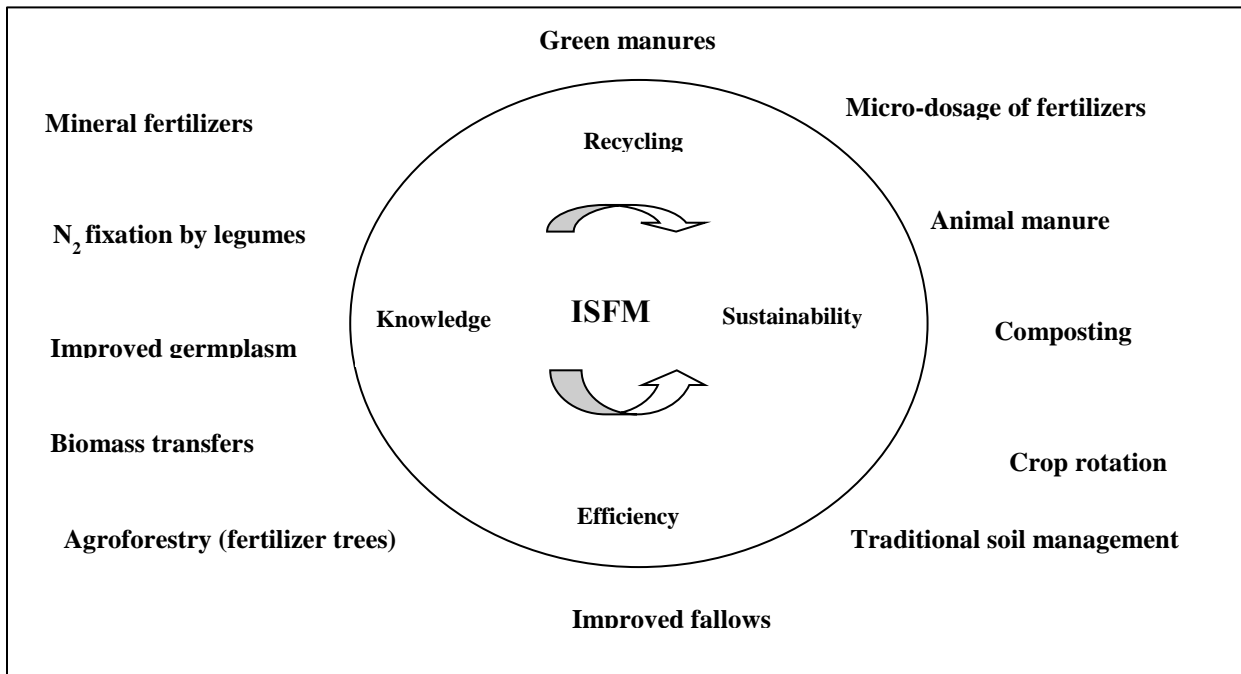 Green manures
Mineral fertilizers
Micro-dosage of fertilizers
Recycling
N₂ fixation by legumes
Animal manure
Knowledge
ISFM
Sustainability
Composting
Improved germplasm
Biomass transfers
Crop rotation
Efficiency
Agroforestry (fertilizer trees)
Traditional soil management
Improved fallows